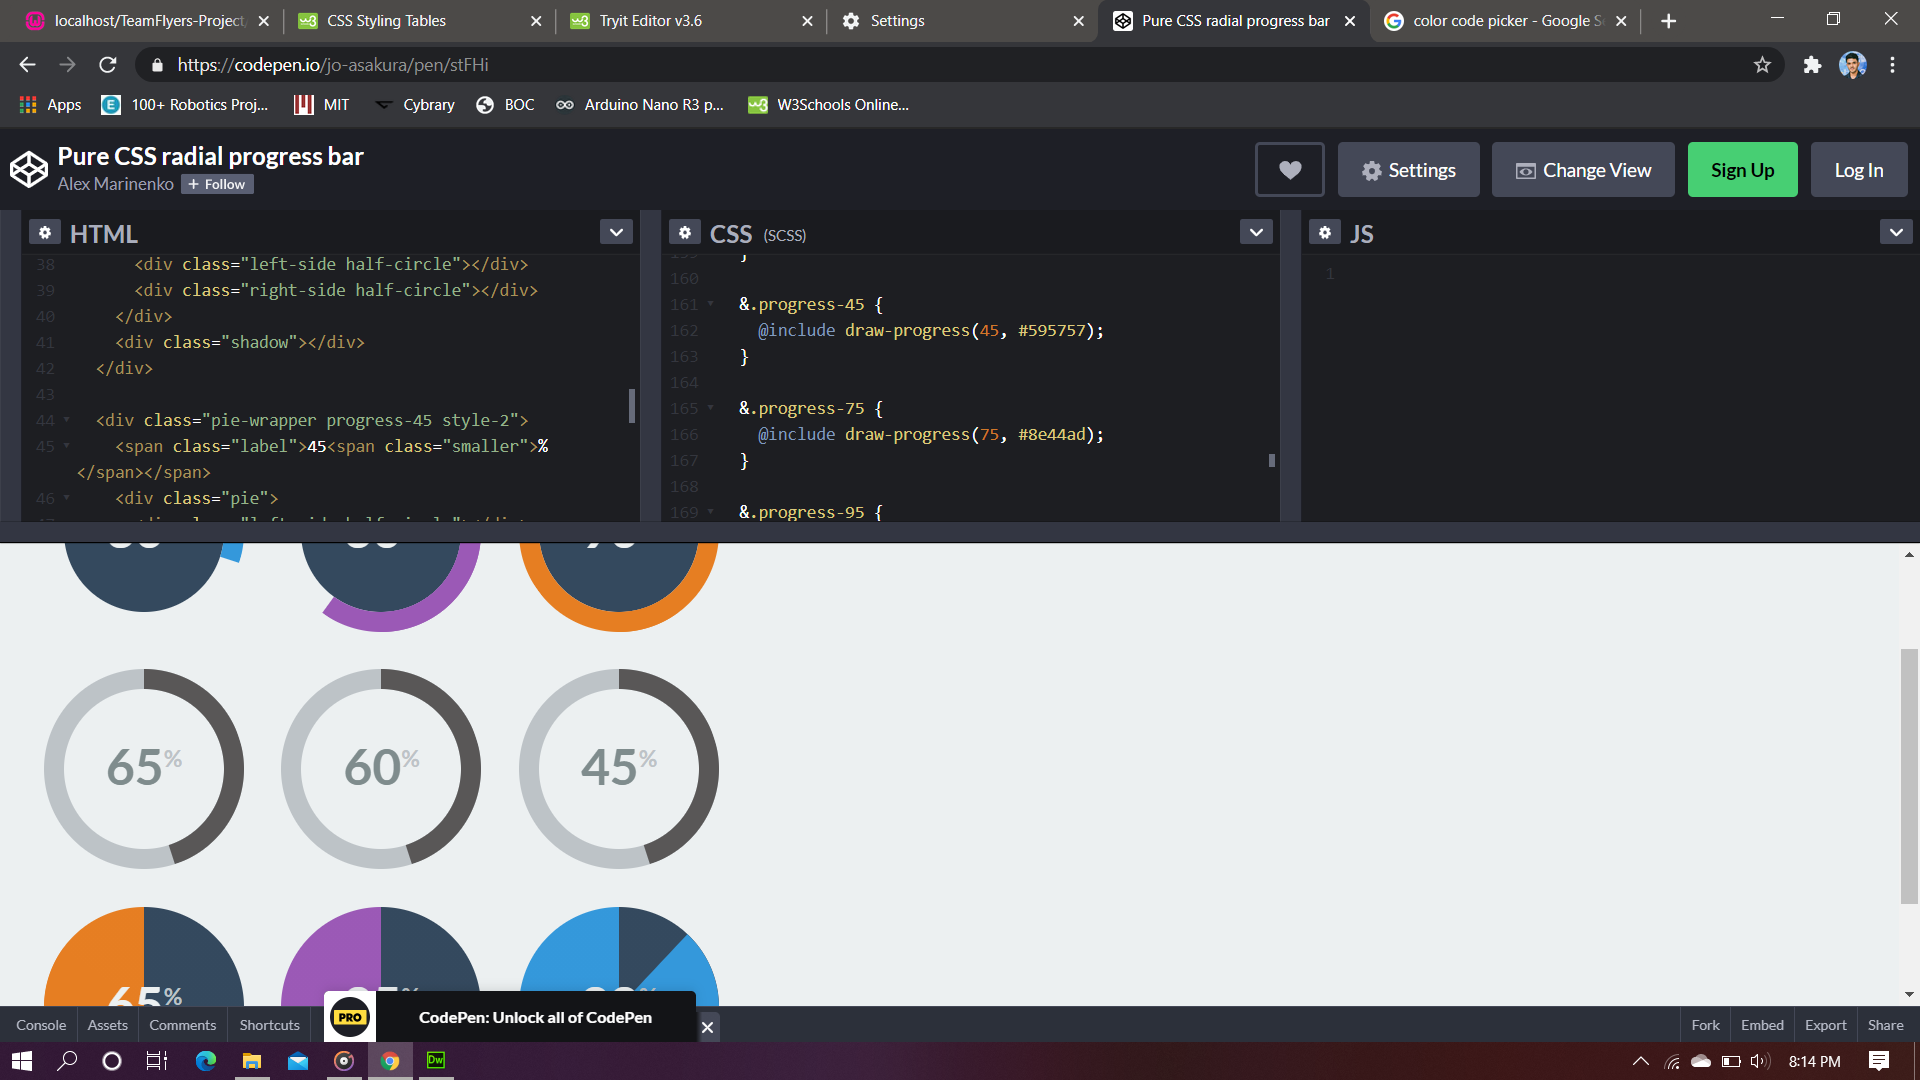 localhost/TeamFlyers-Project
CSS Styling Tables
Tryit Editor v3.6
Settings
Pure CSS radial progress bar
color code picker - Google S
https://codepen.io/jo-asakura/pen/stFHi
Apps
100+ Robotics Proj...
MIT
Cybrary
BOC
Arduino Nano R3 p...
W3Schools Online...
Pure CSS radial progress bar
Alex Marinenko + Follow
Settings
Change View
Sign Up
Log In
HTML
38 <div class="left-side half-circle"></div>
39 <div class="right-side half-circle"></div>
40 </div>
41 <div class="shadow"></div>
42 </div>
43
44 <div class="pie-wrapper progress-45 style-2">
45 <span class="label">45<span class="smaller">%
</span></span>
46 <div class="pie">
CSS (SCSS)
159 }
160
161 &.progress-45 {
162 @include draw-progress(45, #595757);
163 }
164
165 &.progress-75 {
166 @include draw-progress(75, #8e44ad);
167 }
168
169 &.progress-95 {
JS
1
65%
60%
45%
65%
CodePen: Unlock all of CodePen
PRO
Console
Assets
Comments
Shortcuts
Fork
Embed
Export
Share
Dw
8:14 PM